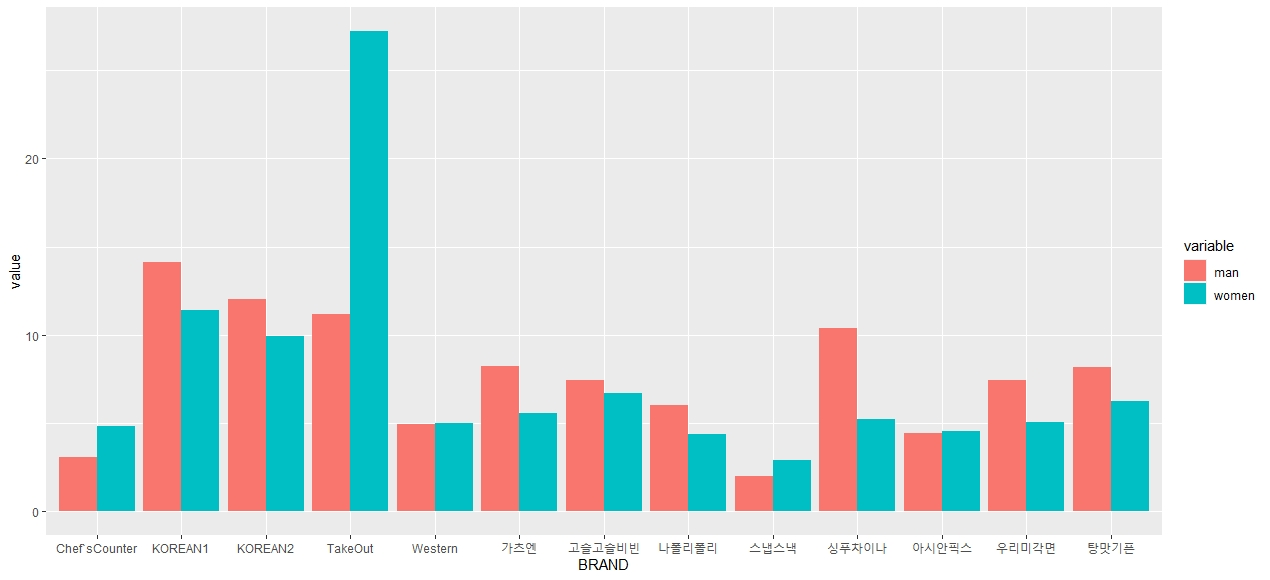 value
20
10
0
Chef'sCounter KOREAN1 KOREAN2 TakeOut Western 가츠엔 고슬고슬비빈 나폴리폴리 스냅스낵 싱푸차이나 아시안픽스 우리미각면 탕맛기픈
BRAND
variable
man
women